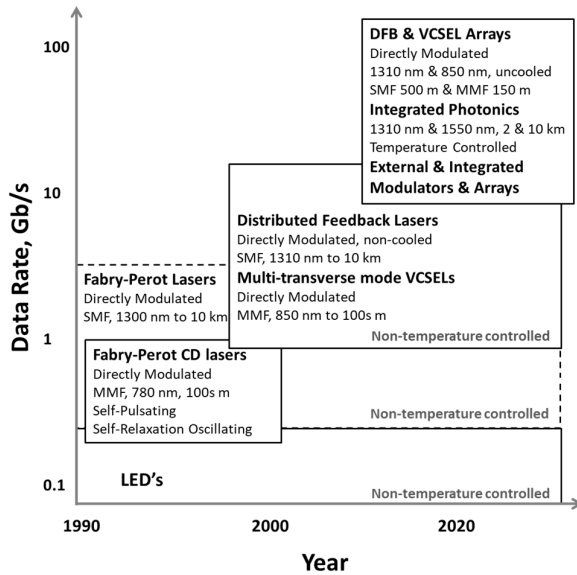 100
10
1
0.1
Data Rate, Gb/s
DFB & VCSEL Arrays
Directly Modulated
1310 nm & 850 nm, uncooled
SMF 500 m & MMF 150 m
Integrated Photonics
1310 nm & 1550 nm, 2 & 10 km
Temperature Controlled
External & Integrated
Modulators & Arrays
Distributed Feedback Lasers
Directly Modulated, non-cooled
SMF, 1310 nm to 10 km
Multi-transverse mode VCSELs
Directly Modulated
MMF, 850 nm to 100s m
Non-temperature controlled
Fabry-Perot Lasers
Directly Modulated
SMF, 1300 nm to 10 km
Fabry-Perot CD lasers
Directly Modulated
MMF, 780 nm, 100s m
Self-Pulsating
Self-Relaxation Oscillating
Non-temperature controlled
LED's
Non-temperature controlled
1990
2000
2020
Year